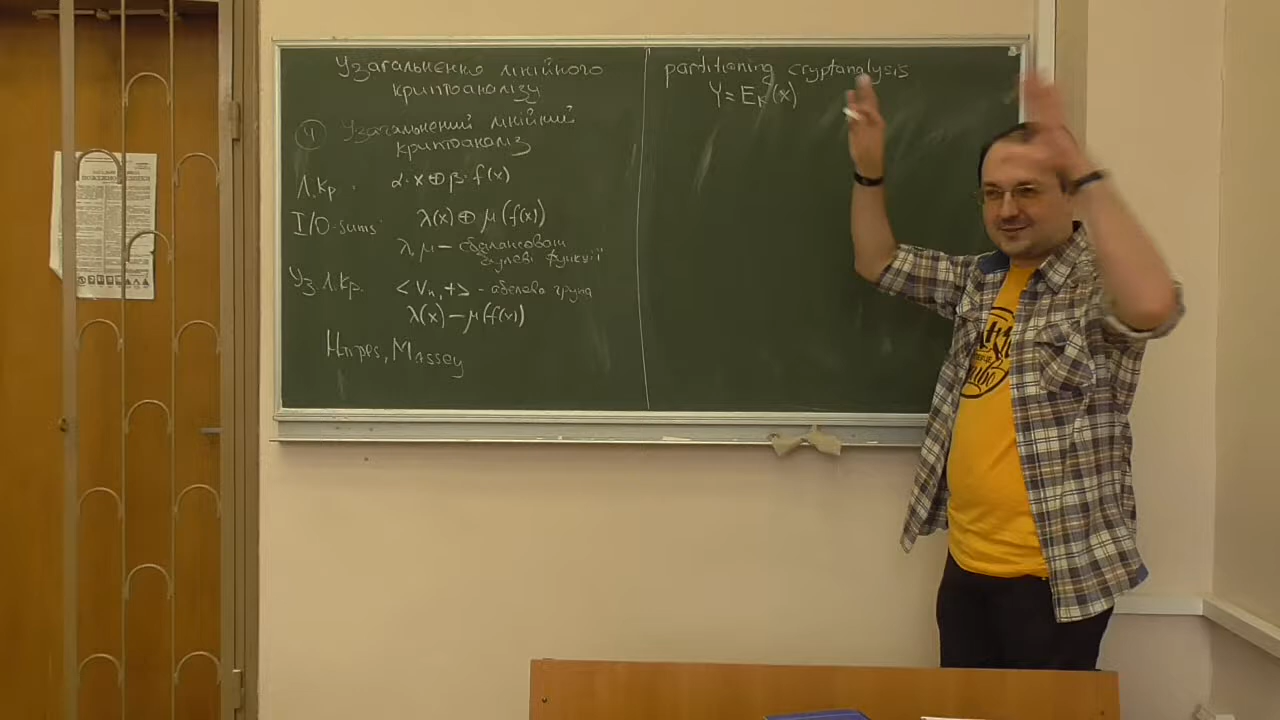 Узагальнення лінійного
криптоаналізу
4 Узагальнений лінійний
криптоаналіз
Л.кр. α·x⊕β·f(x)
I/O-sums λ(x)⊕μ(f(x))
λ, μ – збалансовані
булеві функції
Уз.Л.кр. <Vn,+> - абелева група
λ(x)–μ(f(x))
Harpes, Massey
partitioning cryptanalysis
Y = EK(x)